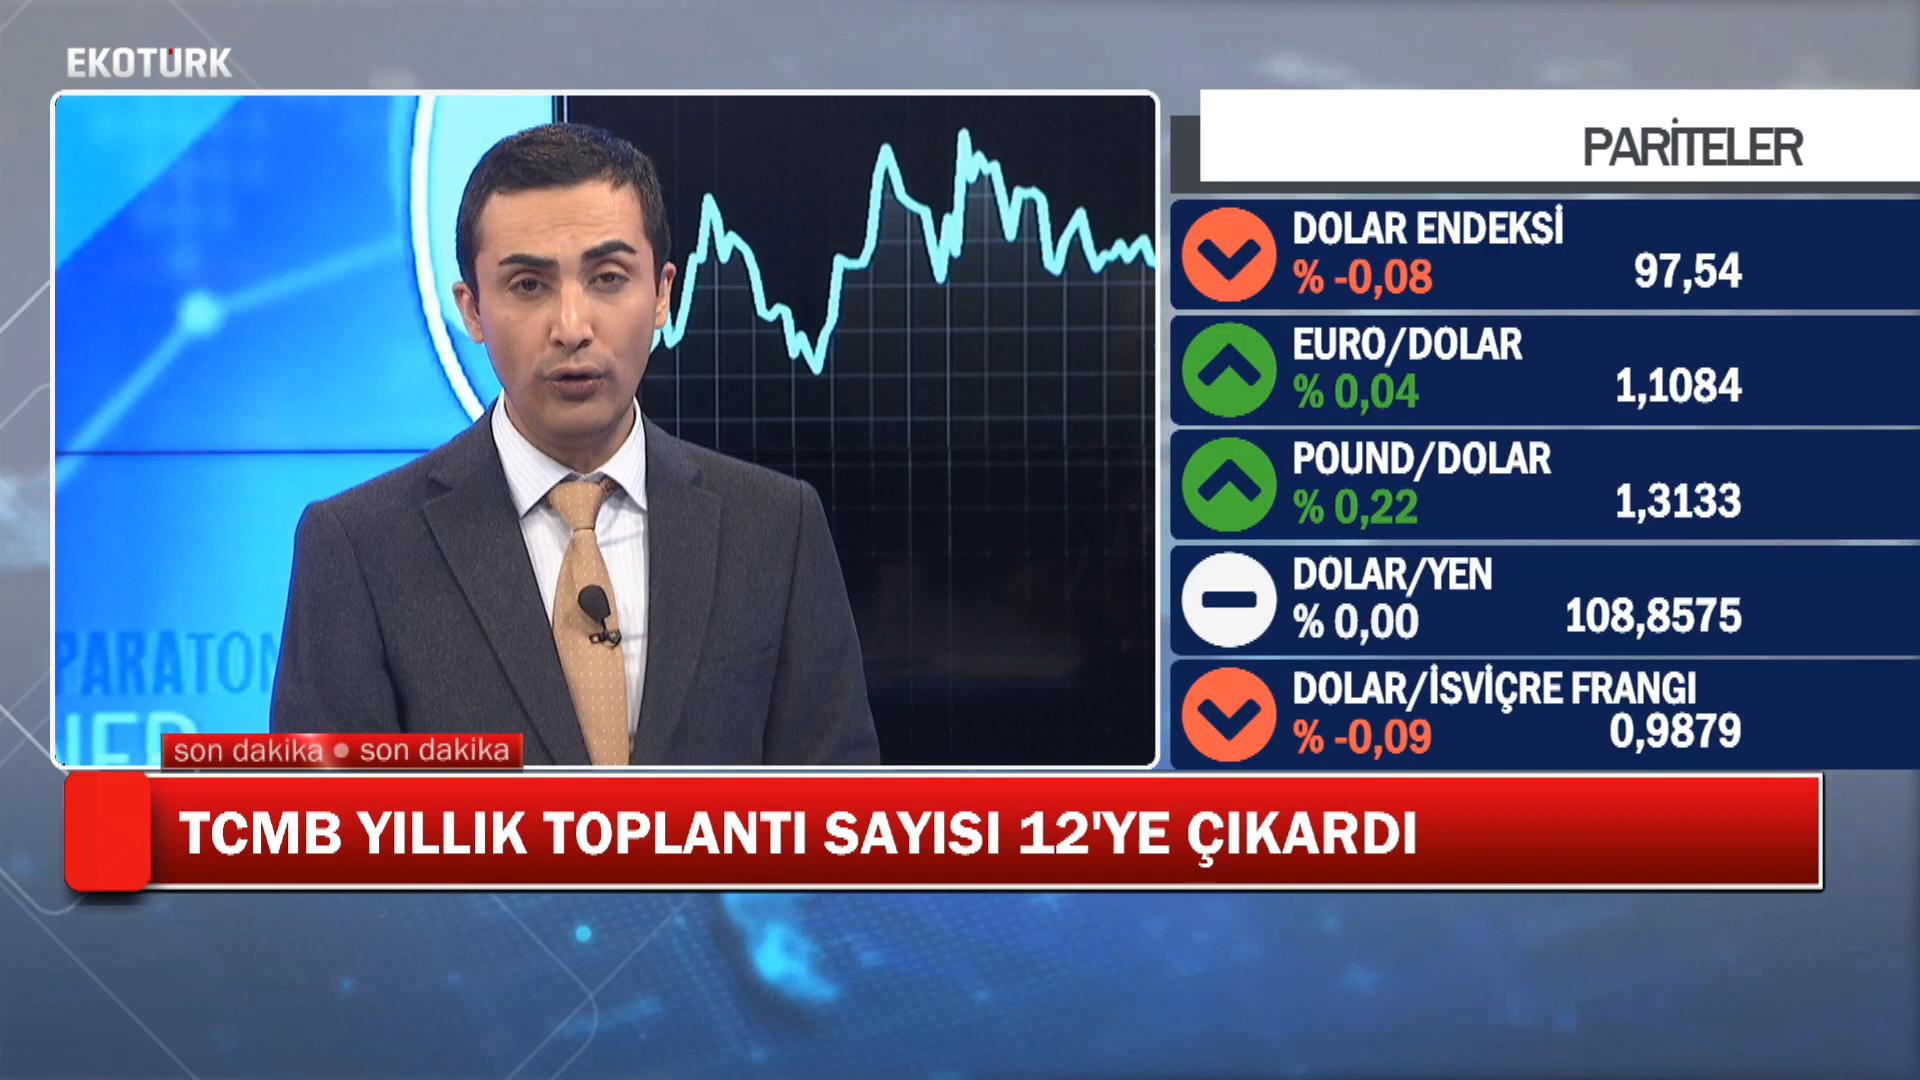 EKOTÜRK
PARİTELER
DOLAR ENDEKSİ
% -0,08
97,54
EURO/DOLAR
% 0,04
1,1084
POUND/DOLAR
% 0,22
1,3133
DOLAR/YEN
% 0,00
108,8575
DOLAR/İSVİÇRE FRANGI
% -0,09
0,9879
PARATON
son dakika • son dakika
TCMB YILLIK TOPLANTI SAYISI 12'YE ÇIKARDI